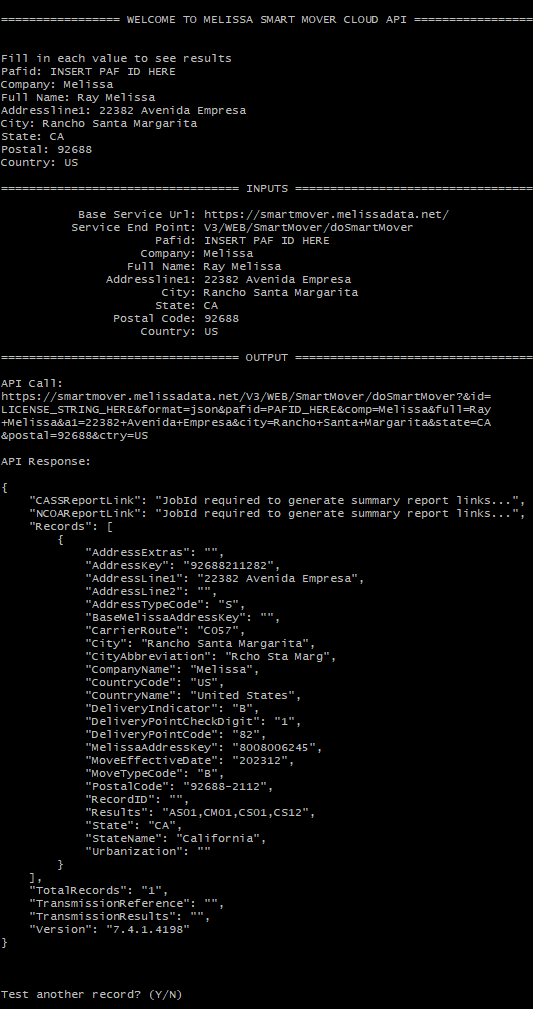 ================= WELCOME TO MELISSA SMART MOVER CLOUD API =================
Fill in each value to see results
Pafid: INSERT PAF ID HERE
Company: Melissa
Full Name: Ray Melissa
Addressline1: 22382 Avenida Empresa
City: Rancho Santa Margarita
State: CA
Postal: 92688
Country: US
================================== INPUTS ==================================
Base Service Url: https://smartmover.melissadata.net/
Service End Point: V3/WEB/SmartMover/doSmartMover
Pafid: INSERT PAF ID HERE
Company: Melissa
Full Name: Ray Melissa
Addressline1: 22382 Avenida Empresa
City: Rancho Santa Margarita
State: CA
Postal Code: 92688
Country: US
================================== OUTPUT ==================================
API Call:
https://smartmover.melissadata.net/V3/WEB/SmartMover/doSmartMover?&id=
LICENSE_STRING_HERE&format=json&pafid=PAFID_HERE&comp=Melissa&full=Ray
+Melissa&a1=22382+Avenida+Empresa&city=Rancho+Santa+Margarita&state=CA
&postal=92688&ctry=US
API Response:
{
    "CASSReportLink": "JobId required to generate summary report links...",
    "NCOAReportLink": "JobId required to generate summary report links...",
    "Records": [
        {
            "AddressExtras": "",
            "AddressKey": "92688211282",
            "AddressLine1": "22382 Avenida Empresa",
            "AddressLine2": "",
            "AddressTypeCode": "S",
            "BaseMelissaAddressKey": "",
            "CarrierRoute": "C057",
            "City": "Rancho Santa Margarita",
            "CityAbbreviation": "Rcho Sta Marg",
            "CompanyName": "Melissa",
            "CountryCode": "US",
            "CountryName": "United States",
            "DeliveryIndicator": "B",
            "DeliveryPointCheckDigit": "1",
            "DeliveryPointCode": "82",
            "MelissaAddressKey": "8008006245",
            "MoveEffectiveDate": "202312",
            "MoveTypeCode": "B",
            "PostalCode": "92688-2112",
            "RecordID": "",
            "Results": "AS01,CM01,CS01,CS12",
            "State": "CA",
            "StateName": "California",
            "Urbanization": ""
        }
    ],
    "TotalRecords": "1",
    "TransmissionReference": "",
    "TransmissionResults": "",
    "Version": "7.4.1.4198"
}
Test another record? (Y/N)